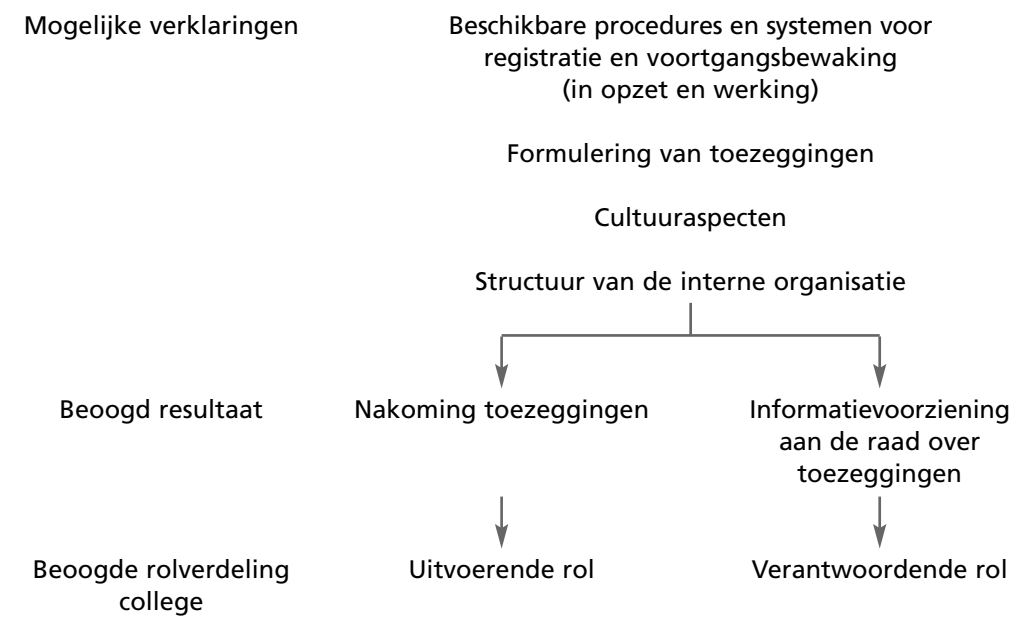 Mogelijke verklaringen
Beschikbare procedures en systemen voor
registratie en voortgangsbewaking
(in opzet en werking)
Formulering van toezeggingen
Cultuuraspecten
Structuur van de interne organisatie
Beoogd resultaat
Nakoming toezeggingen
Informatievoorziening
aan de raad over
toezeggingen
Beoogde rolverdeling
college
Uitvoerende rol
Verantwoordende rol